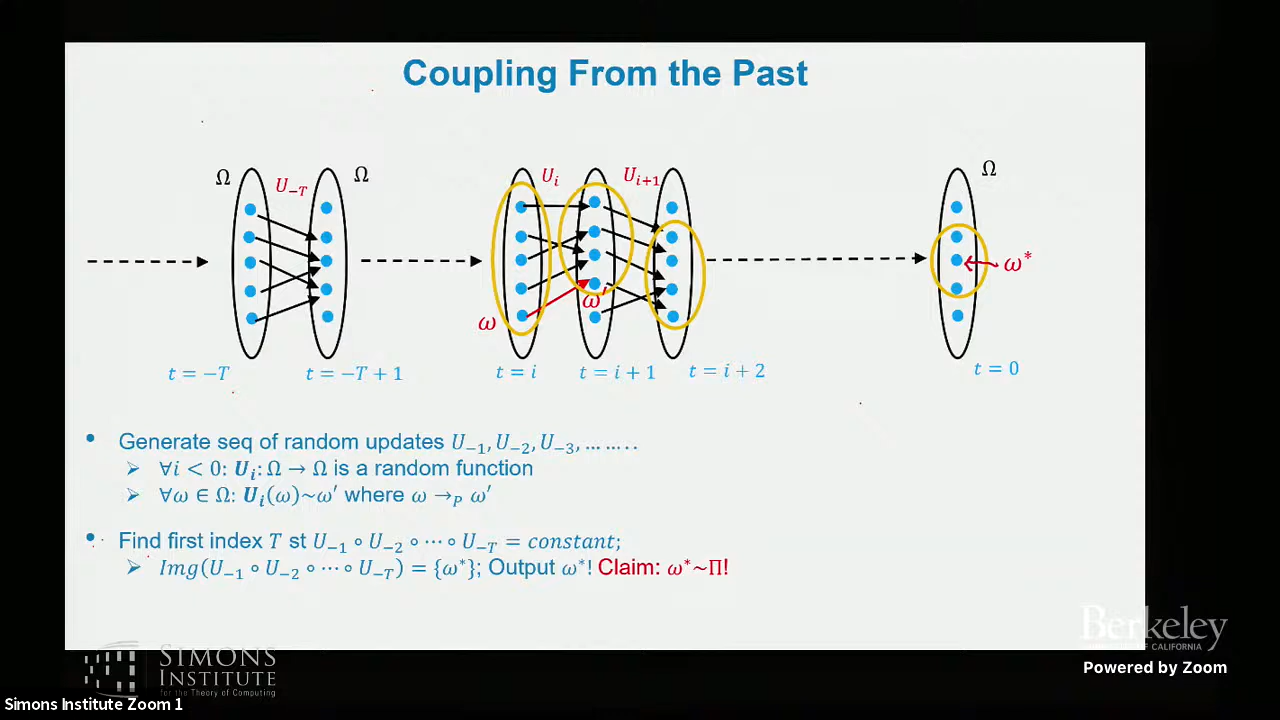 Coupling From the Past
Ω U₋T Ω Uᵢ Uᵢ₊₁ Ω
ω ω′ ω*
t = −T t = −T + 1 t = i t = i + 1 t = i + 2 t = 0
• Generate seq of random updates U₋₁, U₋₂, U₋₃, ... ... ..
➢ ∀i < 0: Uᵢ: Ω → Ω is a random function
➢ ∀ω ∈ Ω: Uᵢ(ω)~ω′ where ω →_P ω′
• Find first index T st U₋₁ ∘ U₋₂ ∘ ⋯ ∘ U₋T = constant;
➢ Img(U₋₁ ∘ U₋₂ ∘ ⋯ ∘ U₋T) = {ω*}; Output ω*! Claim: ω*~Π!
Berkeley
OF CALIFORNIA
SIMONS
INSTITUTE
for the Theory of Computing
Powered by Zoom
Simons Institute Zoom 1